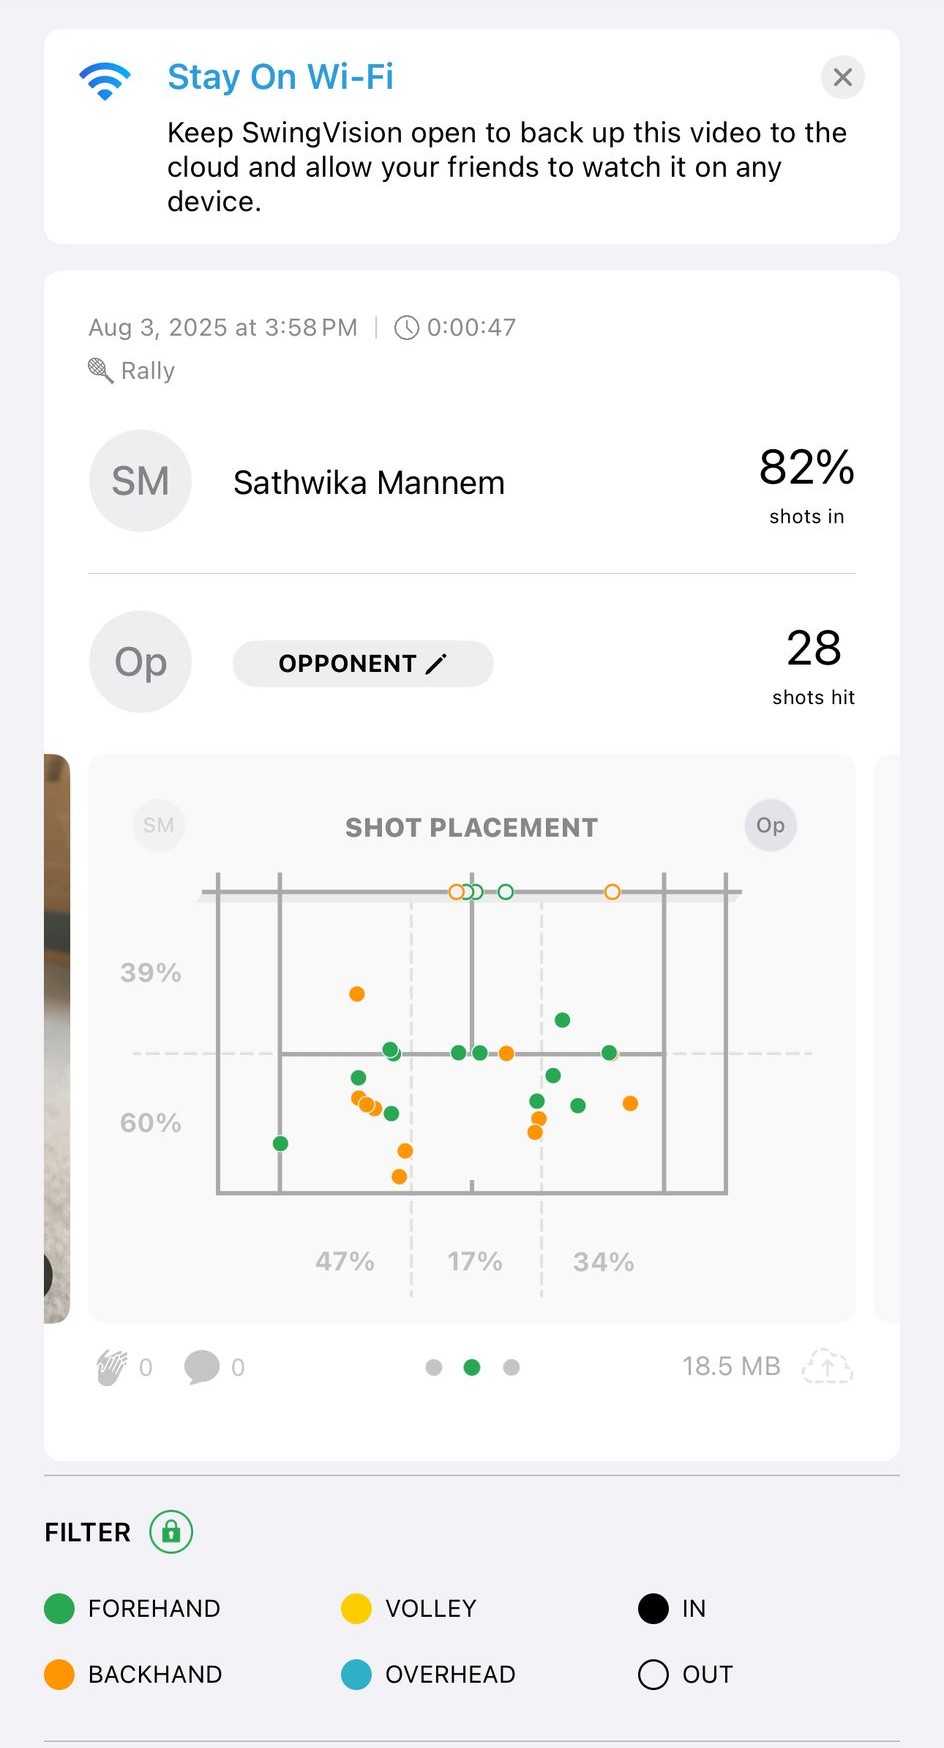 Stay On Wi-Fi
Keep SwingVision open to back up this video to the
cloud and allow your friends to watch it on any
device.
Aug 3, 2025 at 3:58 PM | 0:00:47
Rally
SM
Sathwika Mannem
82%
shots in
Op
OPPONENT
28
shots hit
SM
SHOT PLACEMENT
Op
39%
60%
47%
17%
34%
0
0
18.5 MB
FILTER
FOREHAND
VOLLEY
IN
BACKHAND
OVERHEAD
OUT